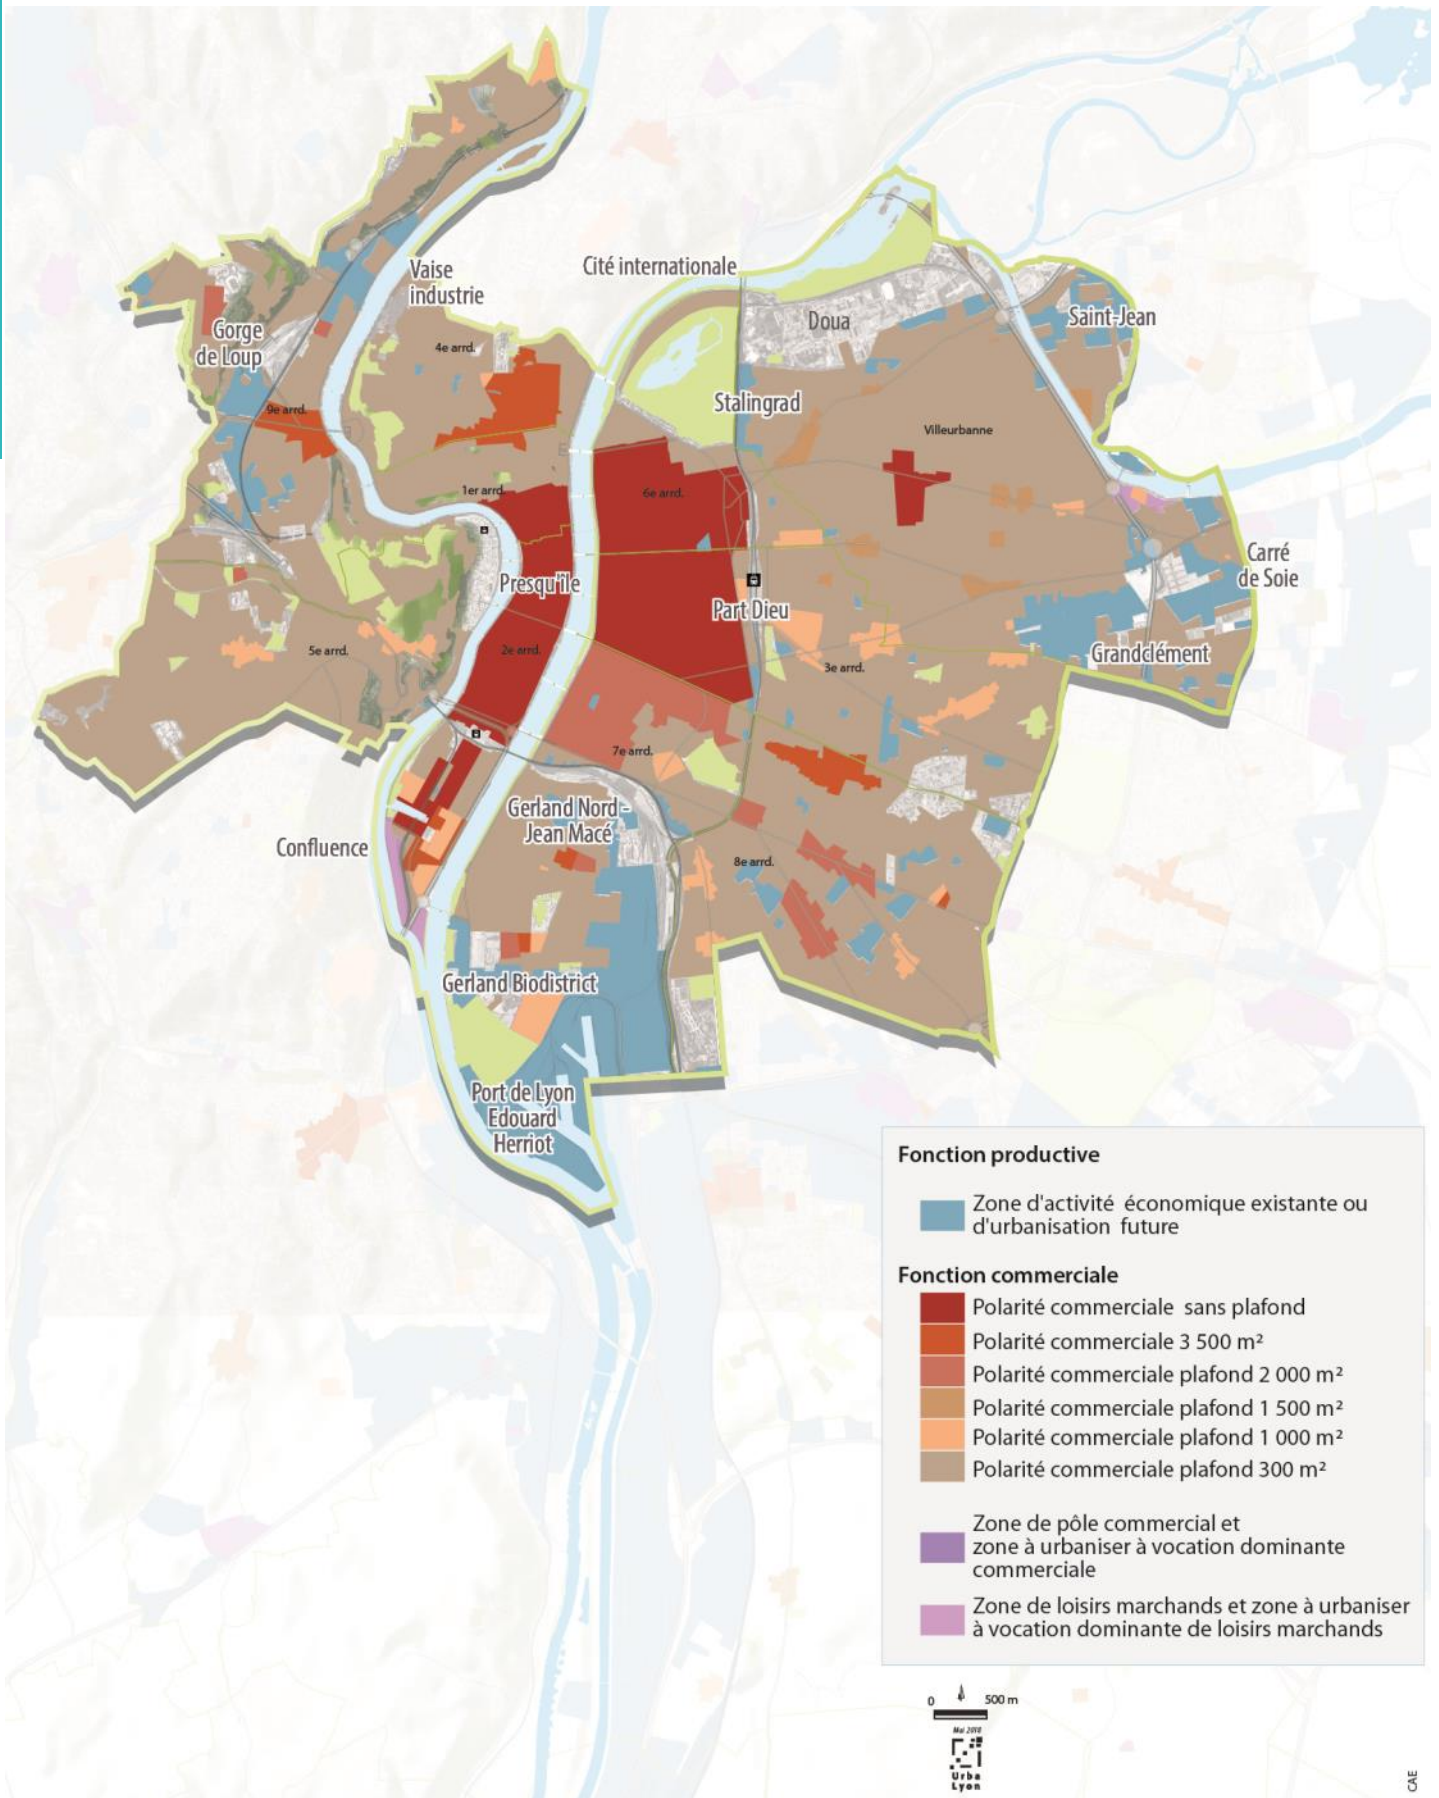 Cité internationale
Vaise
industrie
Doua
Saint-Jean
Gorge
de Loup
4e arrd.
Stalingrad
9e arrd.
Villeurbanne
1er arrd.
6e arrd.
Carré
de Soie
Presqu'île
Part Dieu
5e arrd.
2e arrd.
3e arrd.
Grandclément
7e arrd.
Gerland Nord -
Jean Macé
Confluence
8e arrd.
Gerland Biodistrict
Port de Lyon
Edouard
Herriot
Fonction productive
Zone d'activité économique existante ou
d'urbanisation future
Fonction commerciale
Polarité commerciale sans plafond
Polarité commerciale 3 500 m²
Polarité commerciale plafond 2 000 m²
Polarité commerciale plafond 1 500 m²
Polarité commerciale plafond 1 000 m²
Polarité commerciale plafond 300 m²
Zone de pôle commercial et
zone à urbaniser à vocation dominante
commerciale
Zone de loisirs marchands et zone à urbaniser
à vocation dominante de loisirs marchands
0 500 m
Mai 2018
Urba
Lyon
CAE